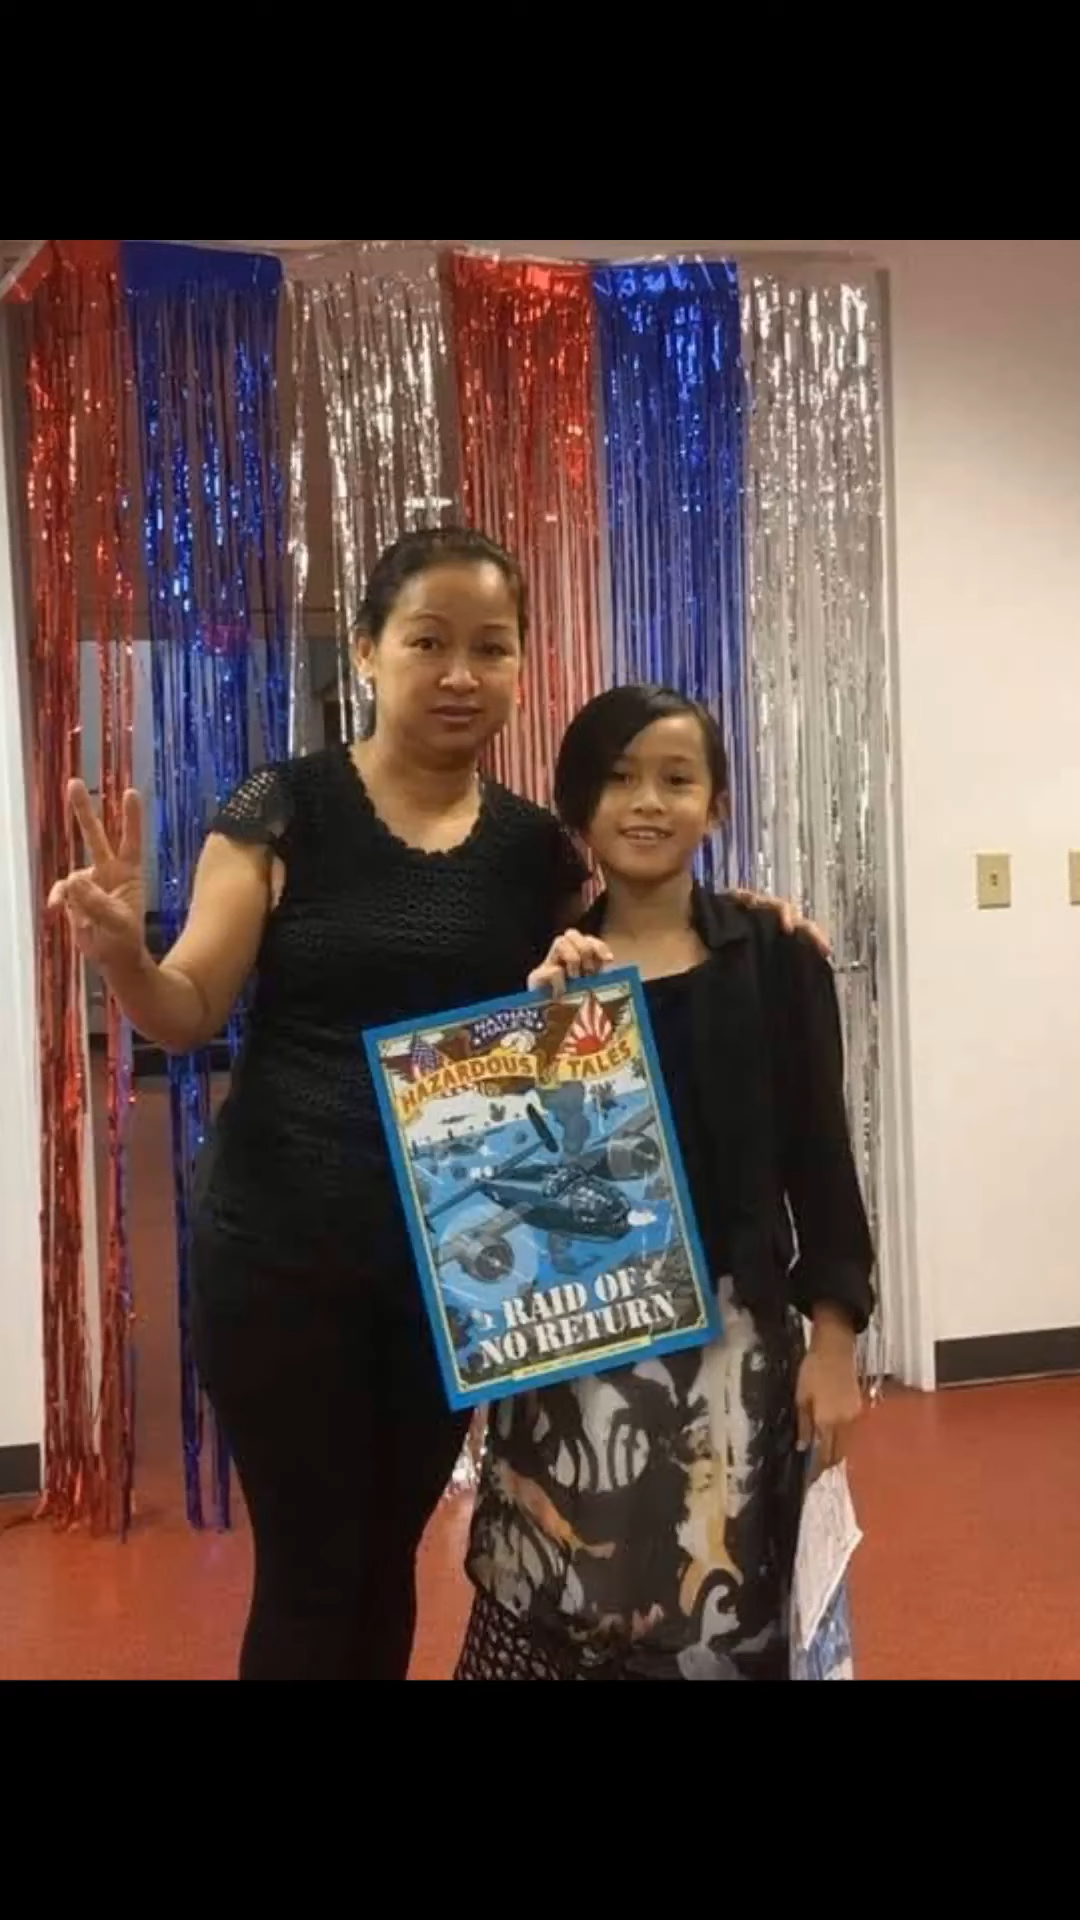 NATHAN
HALE'S
HAZARDOUS TALES
RAID OF
NO RETURN